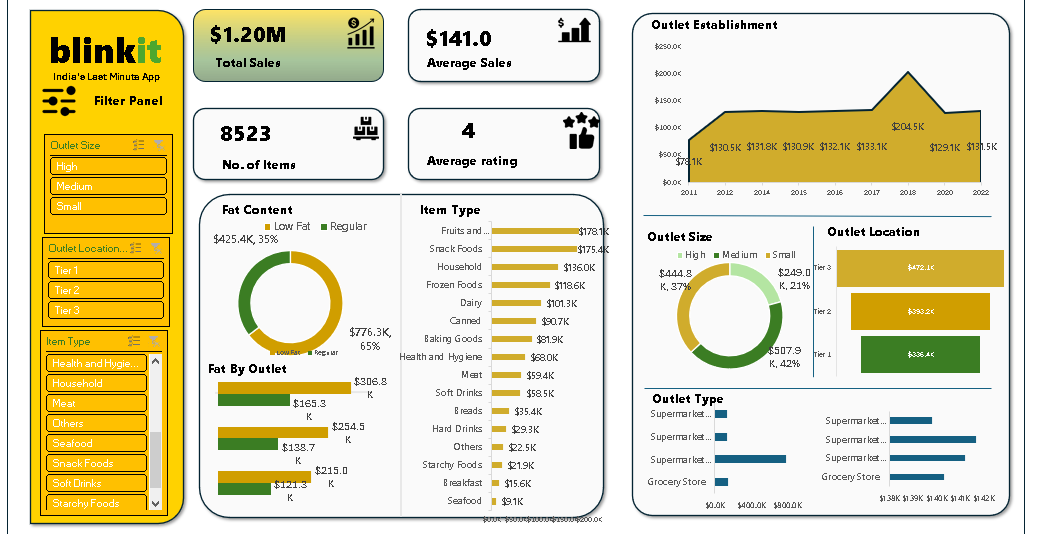 blinkit
India's Last Minute App
Filter Panel
Outlet Size
High
Medium
Small
Outlet Location...
Tier 1
Tier 2
Tier 3
Item Type
Health and Hygie...
Household
Meat
Others
Seafood
Snack Foods
Soft Drinks
Starchy Foods
$1.20M
Total Sales
$141.0
Average Sales
8523
No. of Items
4
Average rating
Fat Content
Low Fat Regular
$425.4K, 35%
$776.3K,
65%
Low Fat Regular
Fat By Outlet
$306.8
K
$165.3
K
$254.5
K
$138.7
K
$215.0
K
$121.3
K
Item Type
Fruits and... $178.1K
Snack Foods $175.4K
Household $136.0K
Frozen Foods $118.6K
Dairy $101.3K
Canned $90.7K
Baking Goods $81.9K
Health and Hygiene $68.0K
Meat $59.4K
Soft Drinks $58.5K
Breads $35.4K
Hard Drinks $29.3K
Others $22.5K
Starchy Foods $21.9K
Breakfast $15.6K
Seafood $9.1K
$0.0K $50.0K $100.0K $150.0K $200.0K
Outlet Establishment
$250.0K
$200.0K
$150.0K
$100.0K
$50.0K
$0.0K
$78.1K $130.5K $131.8K $130.9K $132.1K $133.1K $204.5K $129.1K $131.5K
2011 2012 2014 2015 2016 2017 2018 2020 2022
Outlet Size
High Medium Small
$444.8
K, 37%
$249.0
K, 21%
$507.9
K, 42%
Outlet Location
Tier 3 $472.1K
Tier 2 $393.2K
Tier 1 $336.4K
Outlet Type
Supermarket...
Supermarket...
Supermarket...
Grocery Store
$0.0K $400.0K $800.0K
Supermarket...
Supermarket...
Supermarket...
Grocery Store
$138K $139K $140K $141K $142K